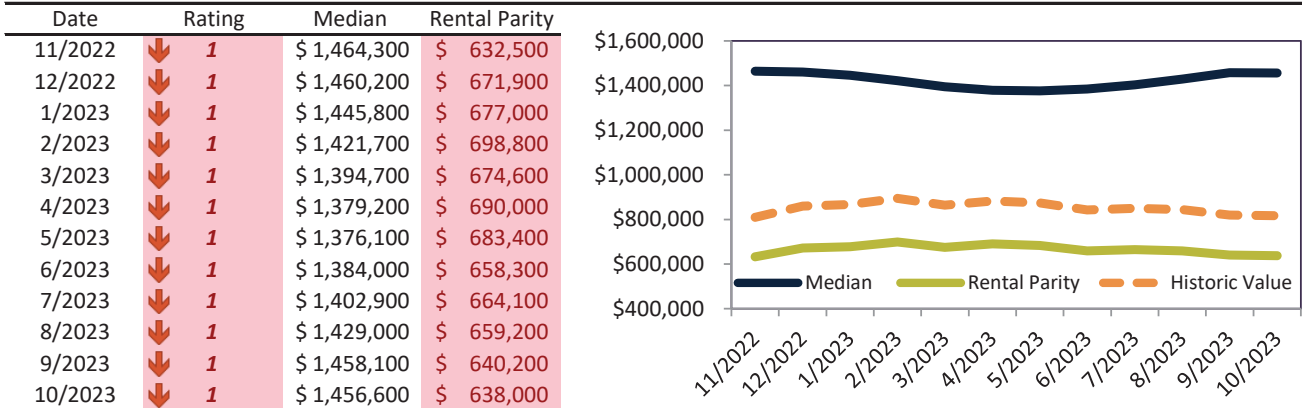 Date Rating Median Rental Parity
11/2022 1 $ 1,464,300 $ 632,500
12/2022 1 $ 1,460,200 $ 671,900
1/2023 1 $ 1,445,800 $ 677,000
2/2023 1 $ 1,421,700 $ 698,800
3/2023 1 $ 1,394,700 $ 674,600
4/2023 1 $ 1,379,200 $ 690,000
5/2023 1 $ 1,376,100 $ 683,400
6/2023 1 $ 1,384,000 $ 658,300
7/2023 1 $ 1,402,900 $ 664,100
8/2023 1 $ 1,429,000 $ 659,200
9/2023 1 $ 1,458,100 $ 640,200
10/2023 1 $ 1,456,600 $ 638,000
$1,600,000
$1,400,000
$1,200,000
$1,000,000
$800,000
$600,000
$400,000
Median Rental Parity Historic Value
11/2022 12/2022 1/2023 2/2023 3/2023 4/2023 5/2023 6/2023 7/2023 8/2023 9/2023 10/2023